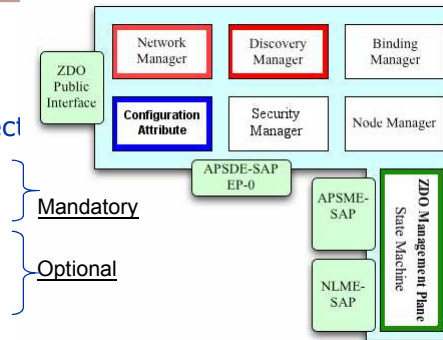 Network
Manager
Discovery
Manager
Binding
Manager
ZDO
Public
Interface
Configuration
Attribute
Security
Manager
Node Manager
ect
APSDE-SAP
EP-0
Mandatory
Optional
APSME-
SAP
NLME-
SAP
ZDO Management Plane
State Machine